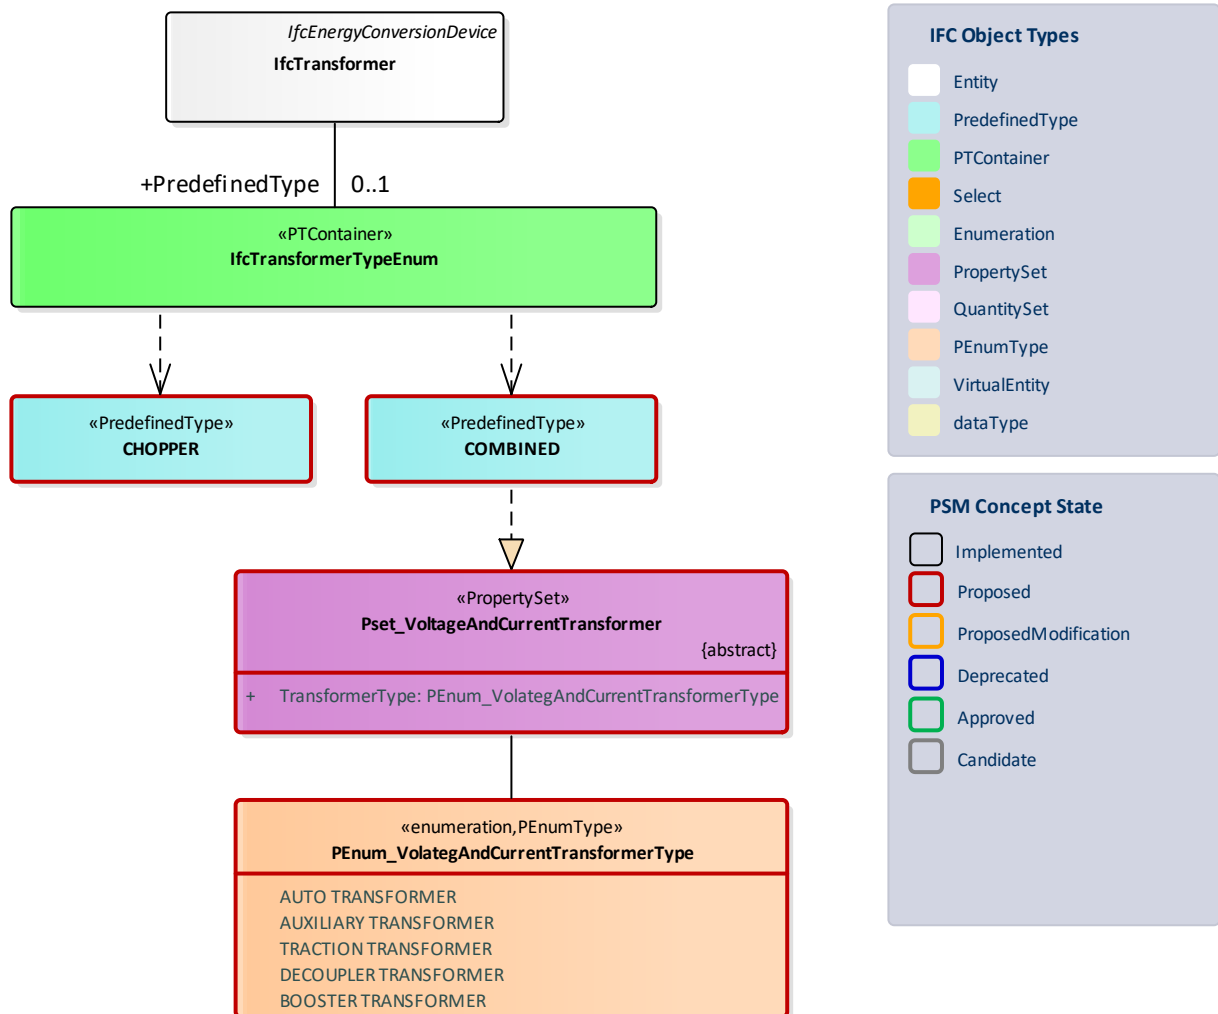 IfcEnergyConversionDevice
IfcTransformer
+PredefinedType 0..1
«PTContainer»
IfcTransformerTypeEnum
«PredefinedType»
CHOPPER
«PredefinedType»
COMBINED
«PropertySet»
Pset_VoltageAndCurrentTransformer
{abstract}
+ TransformerType: PEnum_VolategAndCurrentTransformerType
«enumeration,PEnumType»
PEnum_VolategAndCurrentTransformerType
AUTO TRANSFORMER
AUXILIARY TRANSFORMER
TRACTION TRANSFORMER
DECOUPLER TRANSFORMER
BOOSTER TRANSFORMER
IFC Object Types
Entity
PredefinedType
PTContainer
Select
Enumeration
PropertySet
QuantitySet
PEnumType
VirtualEntity
dataType
PSM Concept State
Implemented
Proposed
ProposedModification
Deprecated
Approved
Candidate